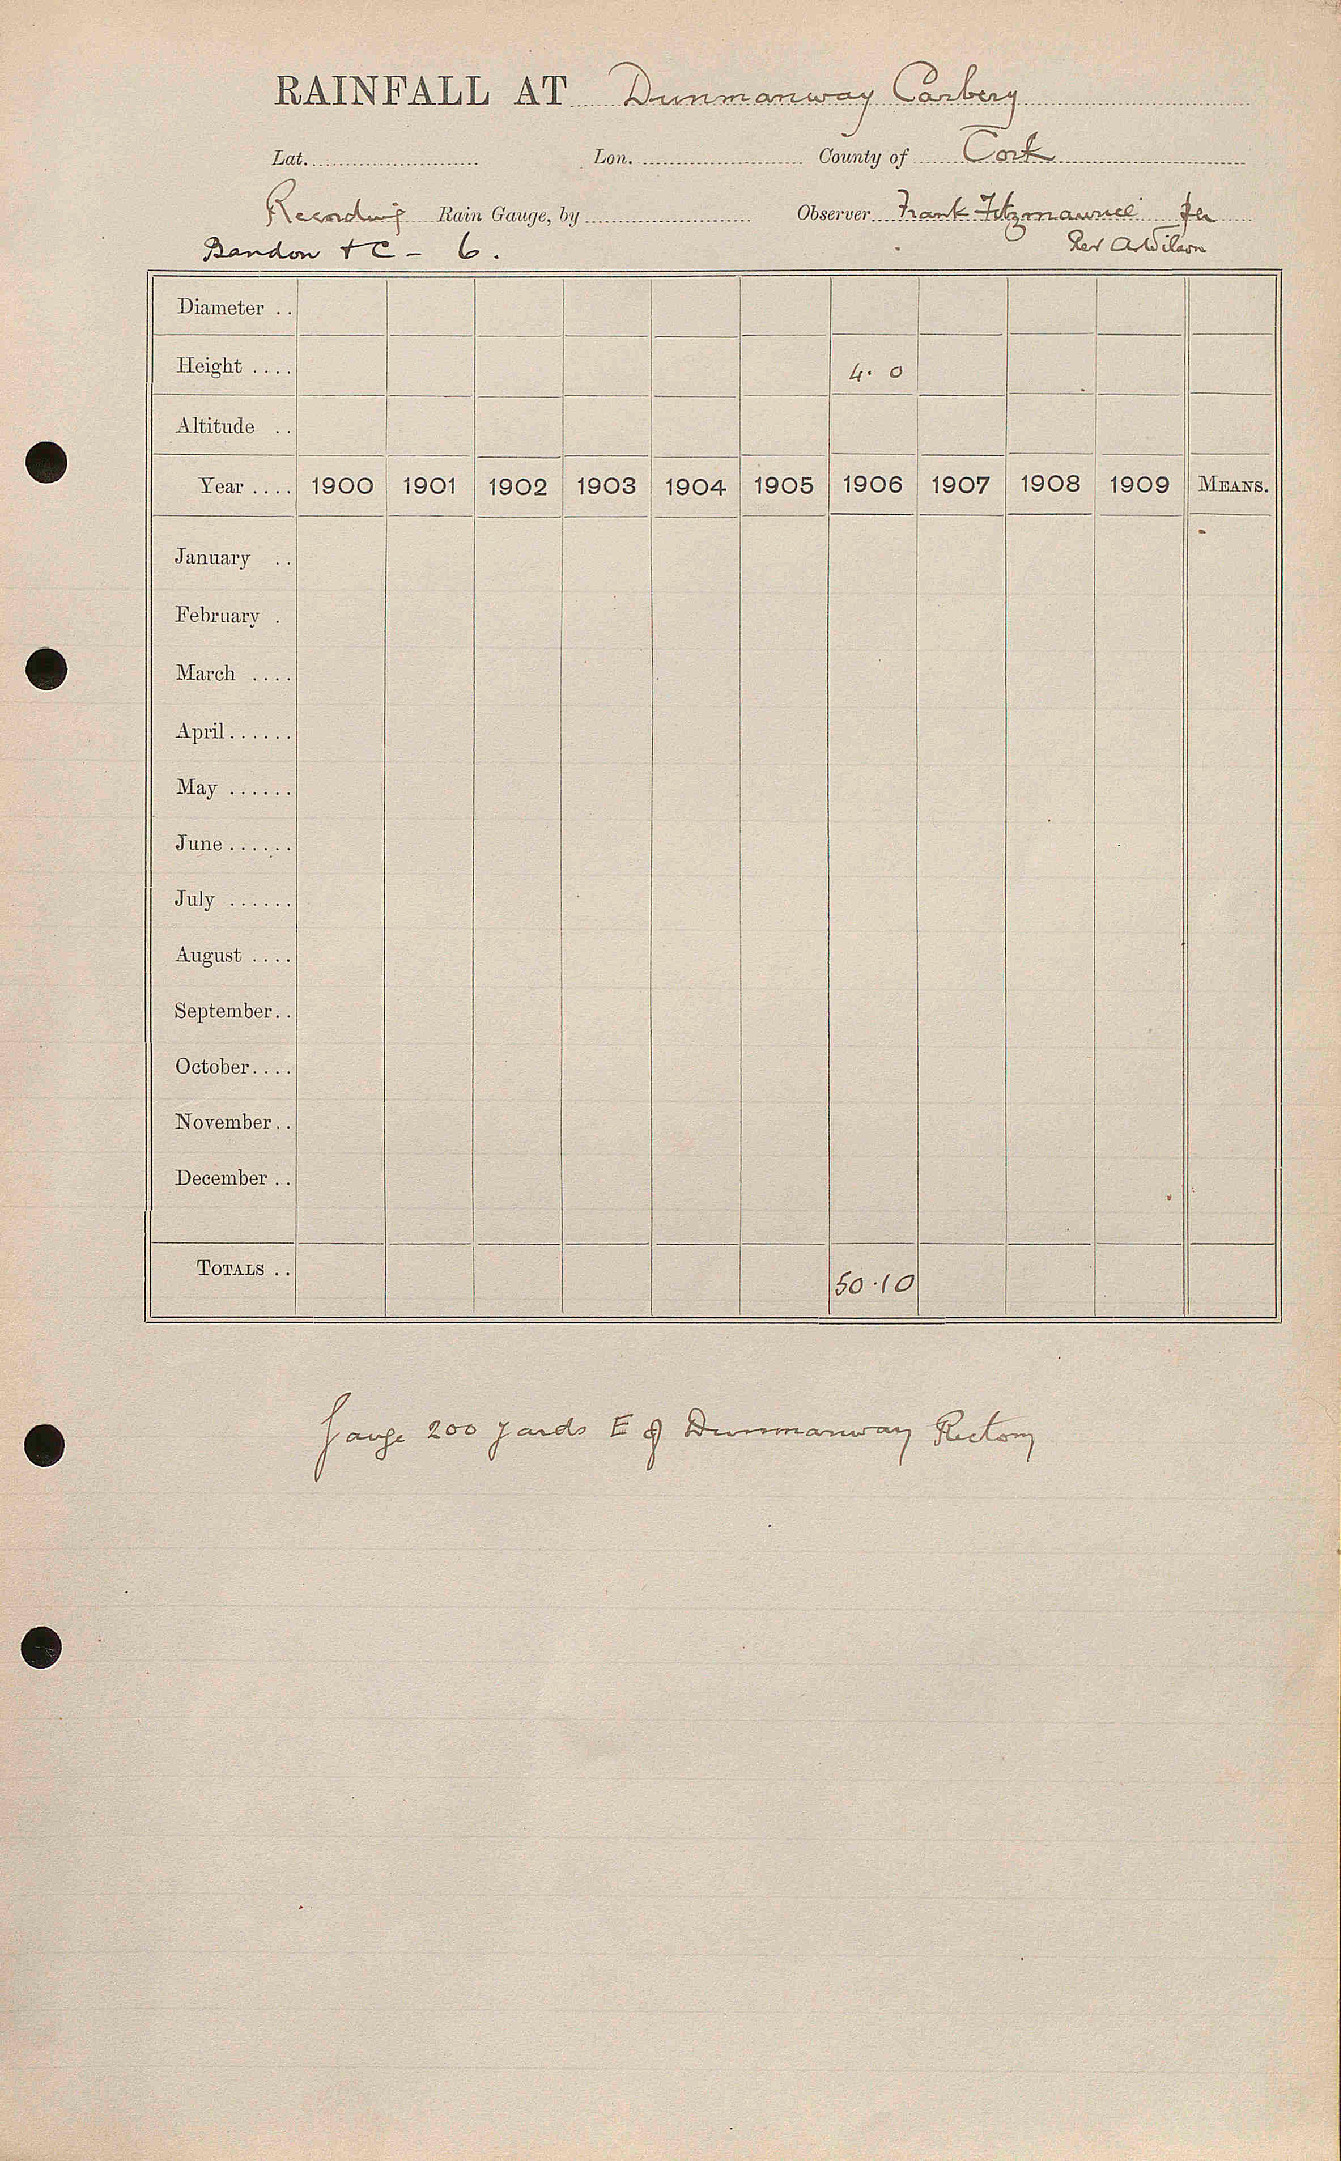 RAINFALL AT Dunmanway Carbery
Lat. Lon. County of Cork
Recording Rain Gauge, by Observer Frank Fitzmaurice per
Bandon + C - 6. Rev A Wilson
Diameter . .
Height . . . . 4. 0
Altitude . .
Year . . . . 1900 1901 1902 1903 1904 1905 1906 1907 1908 1909 MEANS.
January . .
February .
March . . . .
April . . . . . .
May . . . . . .
June . . . . . .
July . . . . . .
August . . . .
September . .
October . . . .
November . .
December . .
TOTALS . . 50.10
Gauge 200 yards E of Dunmanway Rectory